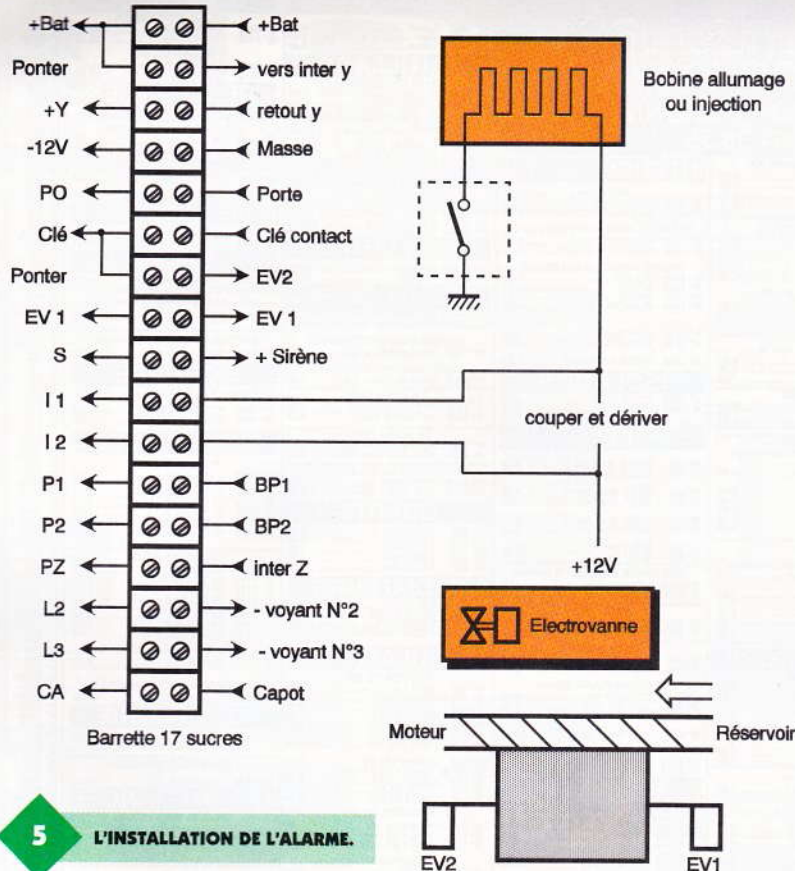 +Bat
+Bat
Ponter
vers inter y
+Y
retout y
-12V
Masse
PO
Porte
Clé
Clé contact
Ponter
EV2
EV 1
EV 1
S
+ Sirène
I 1
I 2
P1
BP1
P2
BP2
PZ
inter Z
L2
- voyant N°2
L3
- voyant N°3
CA
Capot
Barrette 17 sucres
Bobine allumage
ou injection
couper et dériver
+12V
Electrovanne
Moteur
Réservoir
EV2
EV1
5
L'INSTALLATION DE L'ALARME.